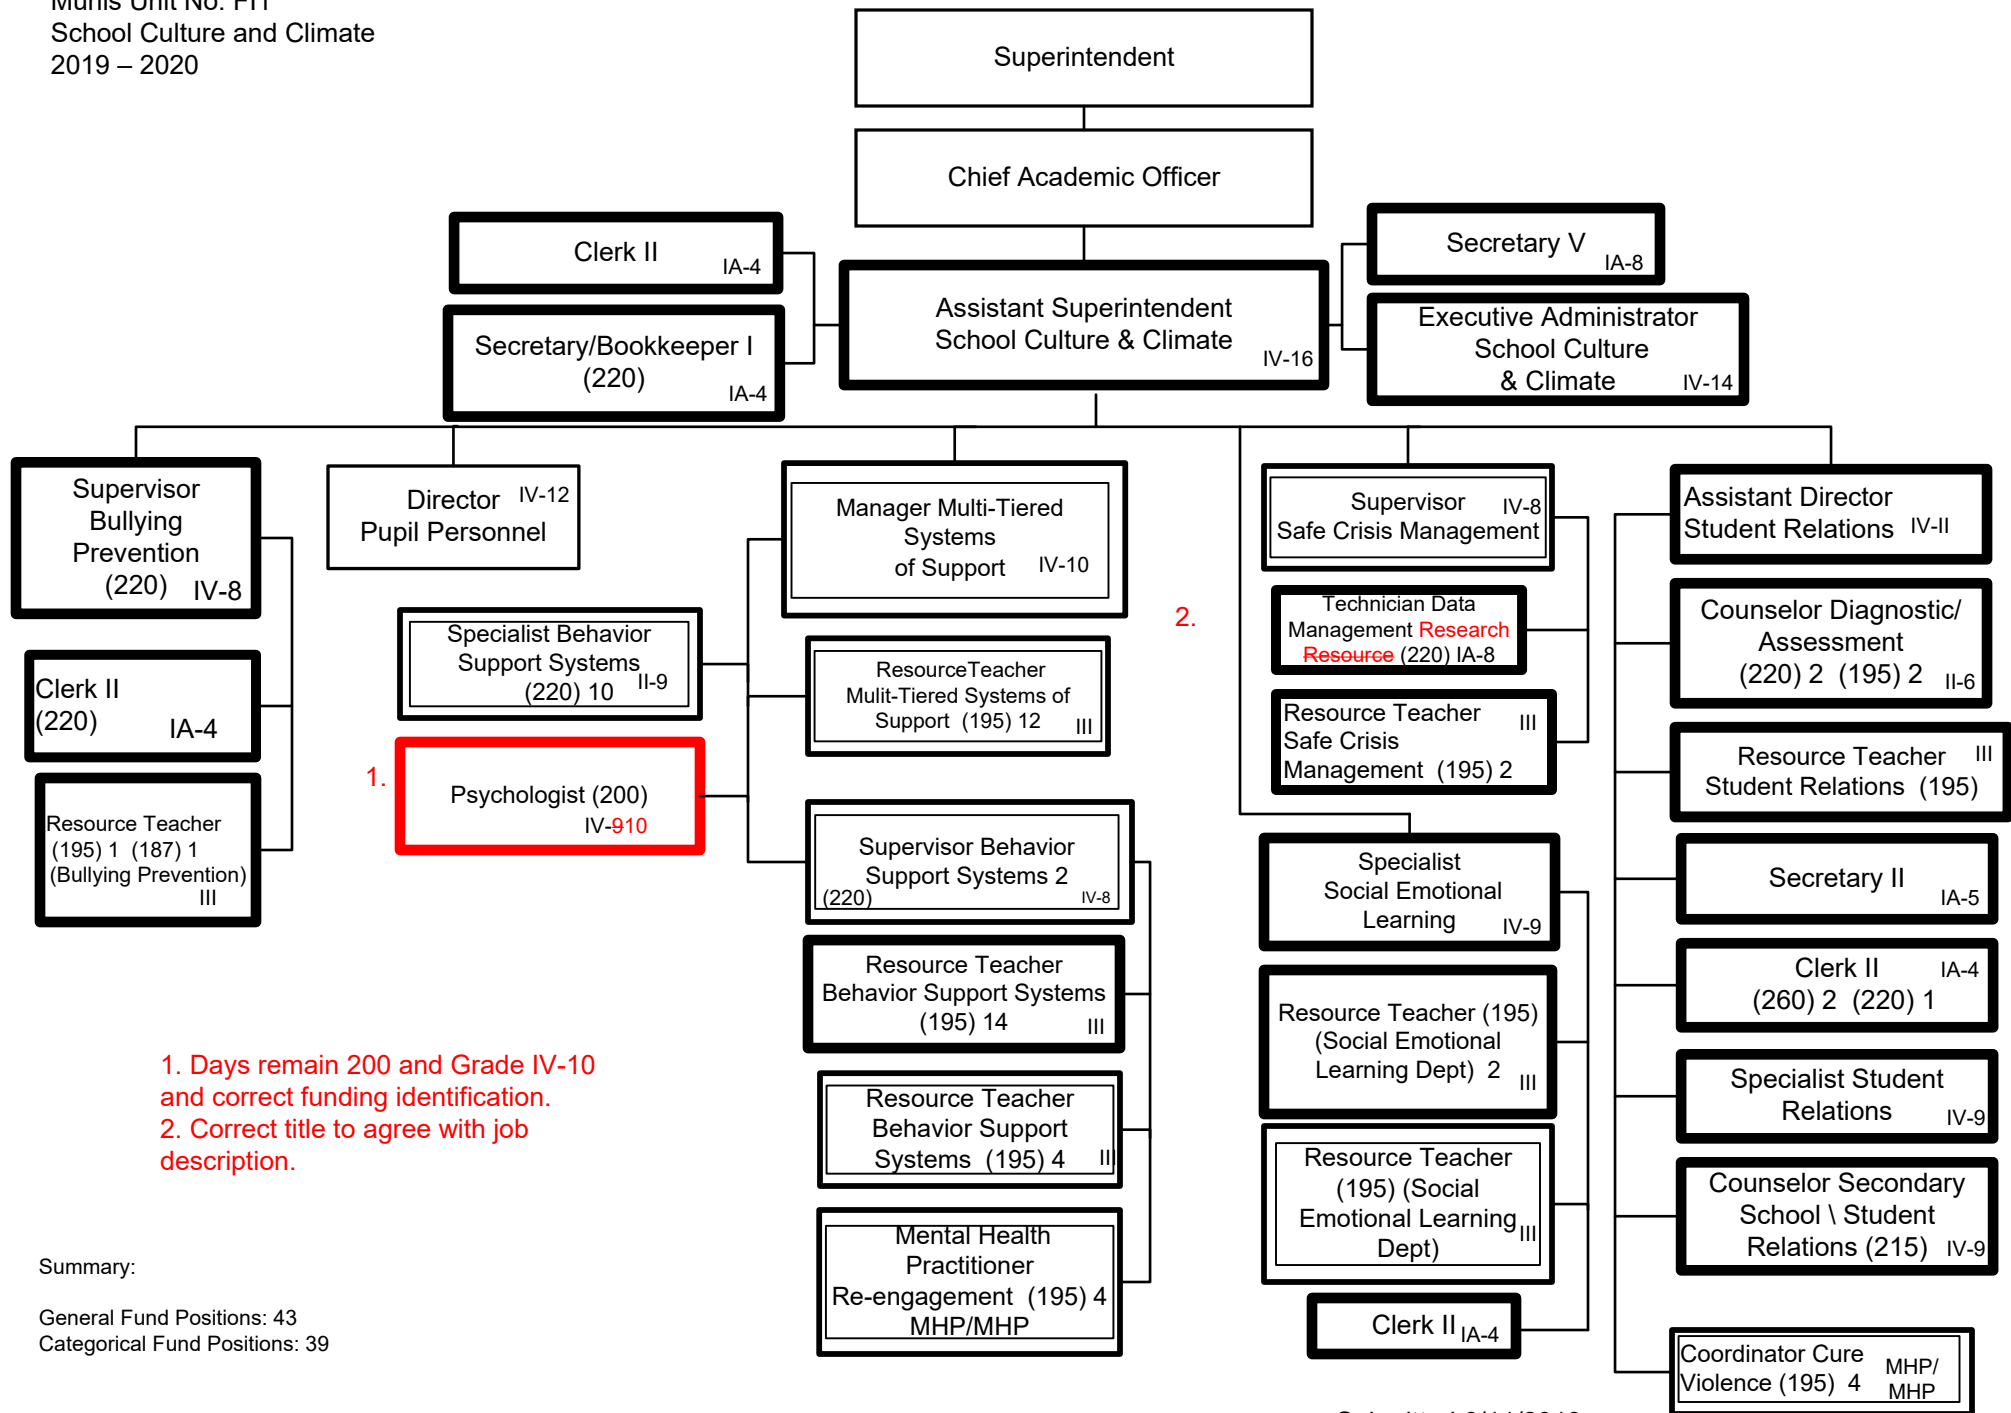 Munis Unit No. FI1
School Culture and Climate
2019 – 2020
Superintendent
Chief Academic Officer
Clerk II
IA-4
Secretary/Bookkeeper I
(220)
IA-4
Assistant Superintendent
School Culture & Climate
IV-16
Secretary V
IA-8
Executive Administrator
School Culture
& Climate IV-14
Supervisor
Bullying
Prevention
(220) IV-8
Clerk II
(220) IA-4
Resource Teacher
(195) 1 (187) 1
(Bullying Prevention)
III
Director IV-12
Pupil Personnel
Manager Multi-Tiered
Systems
of Support IV-10
Specialist Behavior
Support Systems
(220) 10 II-9
1.
Psychologist (200)
IV-910
ResourceTeacher
Mulit-Tiered Systems of
Support (195) 12 III
Supervisor Behavior
Support Systems 2
(220) IV-8
Resource Teacher
Behavior Support Systems
(195) 14 III
Resource Teacher
Behavior Support
Systems (195) 4 III
Mental Health
Practitioner
Re-engagement (195) 4
MHP/MHP
2.
Supervisor IV-8
Safe Crisis Management
Technician Data
Management Research
Resource (220) IA-8
Resource Teacher III
Safe Crisis
Management (195) 2
Specialist
Social Emotional
Learning IV-9
Resource Teacher (195)
(Social Emotional
Learning Dept) 2
III
Resource Teacher
(195) (Social
Emotional Learning
Dept) III
Clerk II IA-4
Assistant Director
Student Relations IV-II
Counselor Diagnostic/
Assessment
(220) 2 (195) 2 II-6
Resource Teacher III
Student Relations (195)
Secretary II
IA-5
Clerk II IA-4
(260) 2 (220) 1
Specialist Student
Relations IV-9
Counselor Secondary
School \ Student
Relations (215) IV-9
Coordinator Cure MHP/
Violence (195) 4 MHP
1. Days remain 200 and Grade IV-10
and correct funding identification.
2. Correct title to agree with job
description.
Summary:
General Fund Positions: 43
Categorical Fund Positions: 39